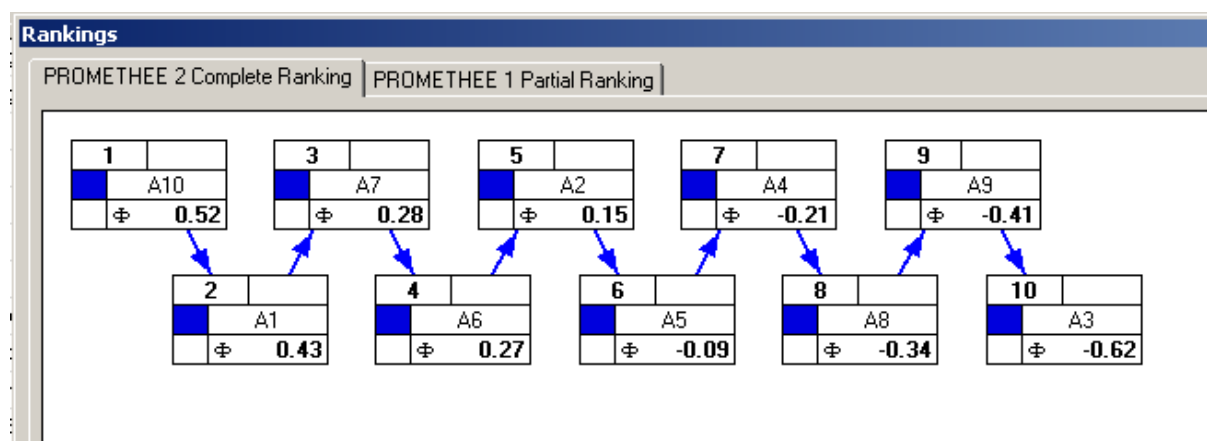 Rankings
PROMETHEE 2 Complete Ranking PROMETHEE 1 Partial Ranking
1 3 5 7 9
A10 A7 A2 A4 A9
Φ 0.52 Φ 0.28 Φ 0.15 Φ -0.21 Φ -0.41
2 4 6 8 10
A1 A6 A5 A8 A3
Φ 0.43 Φ 0.27 Φ -0.09 Φ -0.34 Φ -0.62